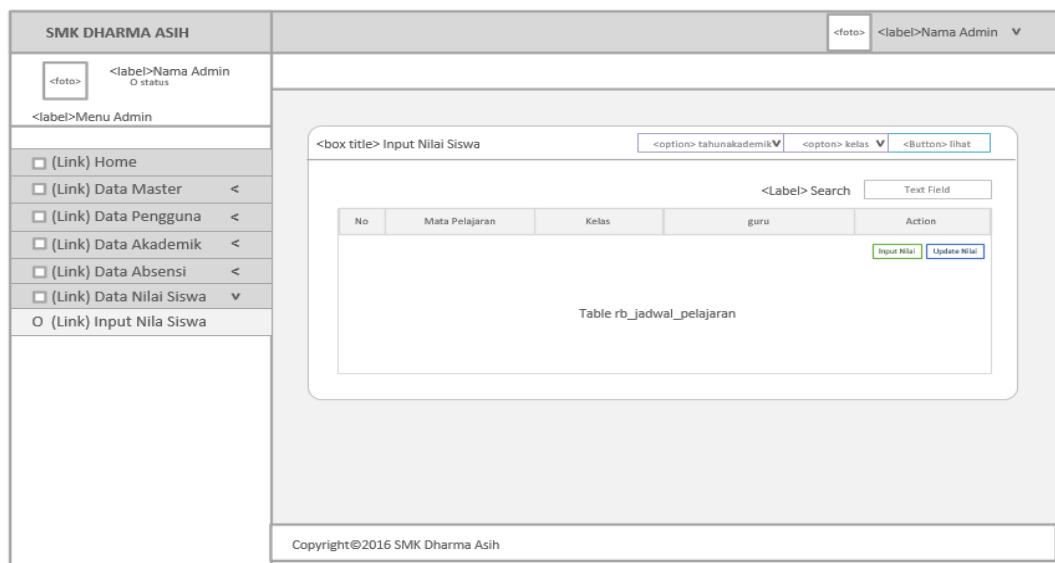 SMK DHARMA ASIH
<foto> <label>Nama Admin v
<foto> <label>Nama Admin
O status
<label>Menu Admin
(Link) Home
(Link) Data Master <
(Link) Data Pengguna <
(Link) Data Akademik <
(Link) Data Absensi <
(Link) Data Nilai Siswa v
O (Link) Input Nila Siswa
<box title> Input Nilai Siswa <option> tahunakademik v <opton> kelas v <Button> lihat
<Label> Search Text Field
No Mata Pelajaran Kelas guru Action
Input Nilai Update Nilai
Table rb_jadwal_pelajaran
Copyright©2016 SMK Dharma Asih